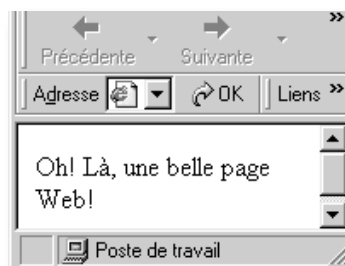 »
Précédente Suivante
Adresse OK Liens »
Oh! Là, une belle page
Web!
Poste de travail